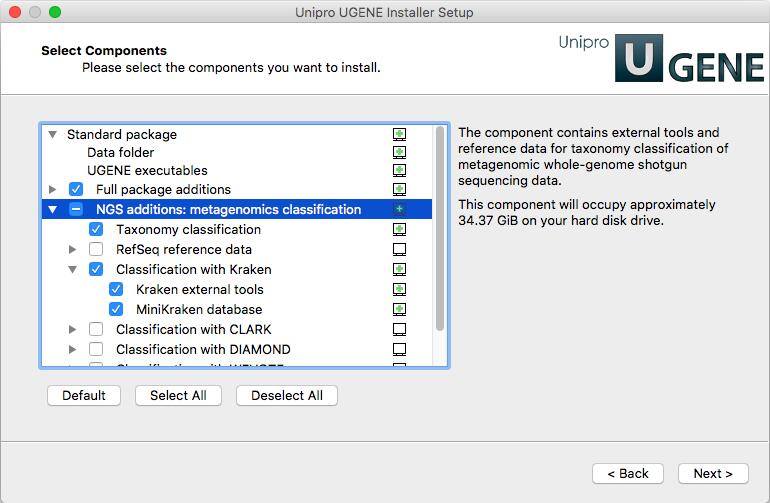 Unipro UGENE Installer Setup
Select Components
Please select the components you want to install.
Unipro
U GENE
Standard package
Data folder
UGENE executables
Full package additions
NGS additions: metagenomics classification
Taxonomy classification
RefSeq reference data
Classification with Kraken
Kraken external tools
MiniKraken database
Classification with CLARK
Classification with DIAMOND
The component contains external tools and
reference data for taxonomy classification of
metagenomic whole-genome shotgun
sequencing data.
This component will occupy approximately
34.37 GiB on your hard disk drive.
Default
Select All
Deselect All
< Back
Next >